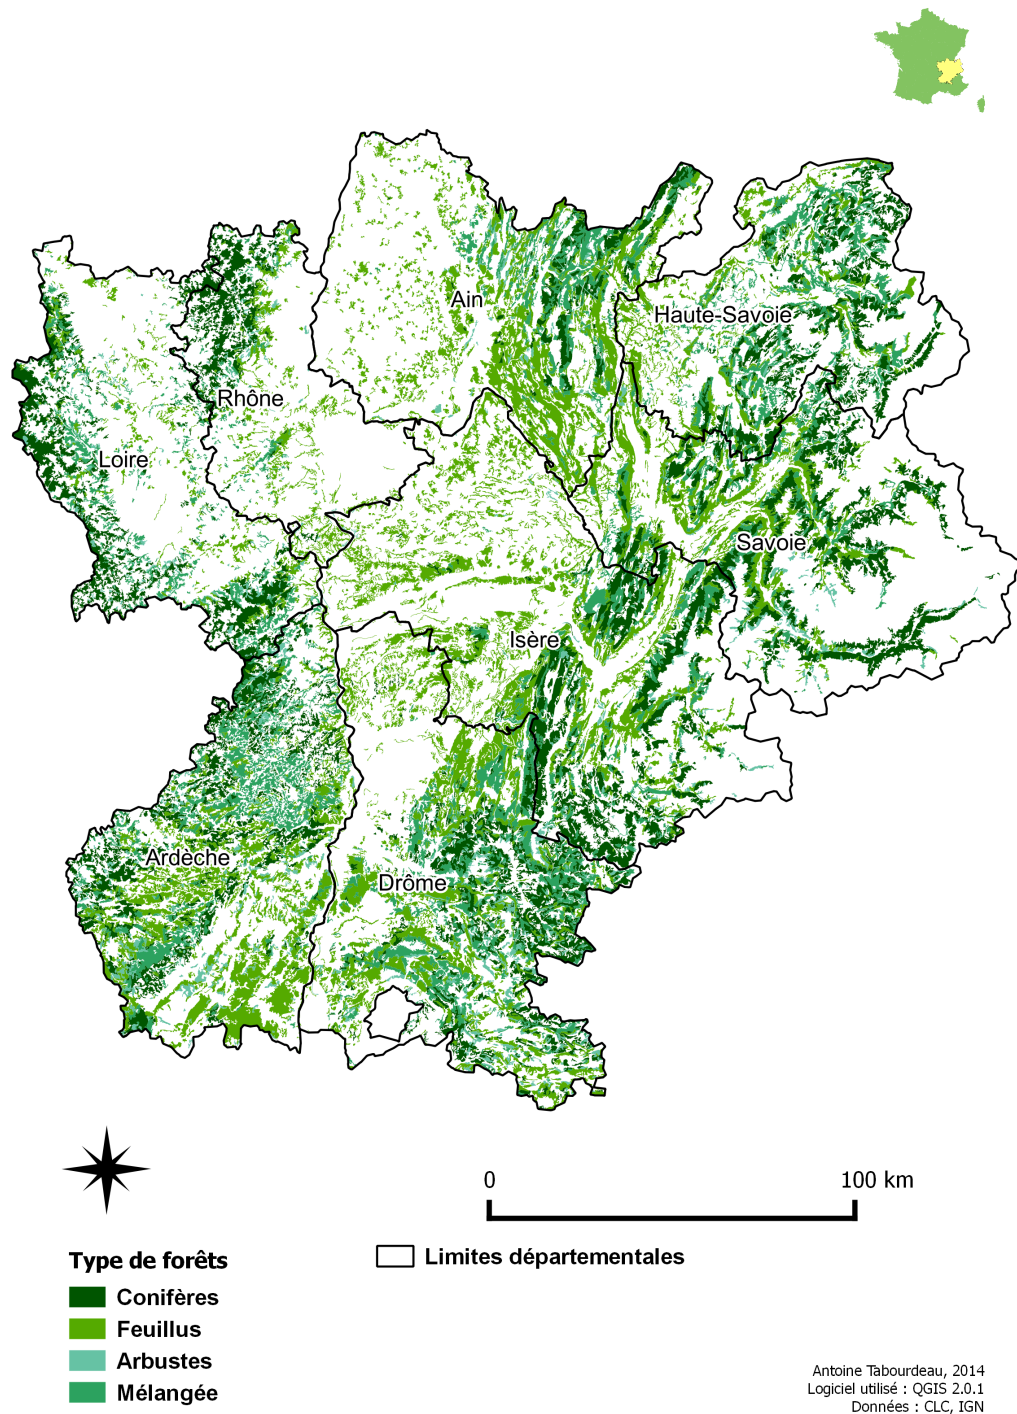 Ain
Haute-Savoie
Rhône
Loire
Savoie
Isère
Ardèche
Drôme
0 100 km
Type de forêts
Limites départementales
Conifères
Feuillus
Arbustes
Mélangée
Antoine Tabourdeau, 2014
Logiciel utilisé : QGIS 2.0.1
Données : CLC, IGN